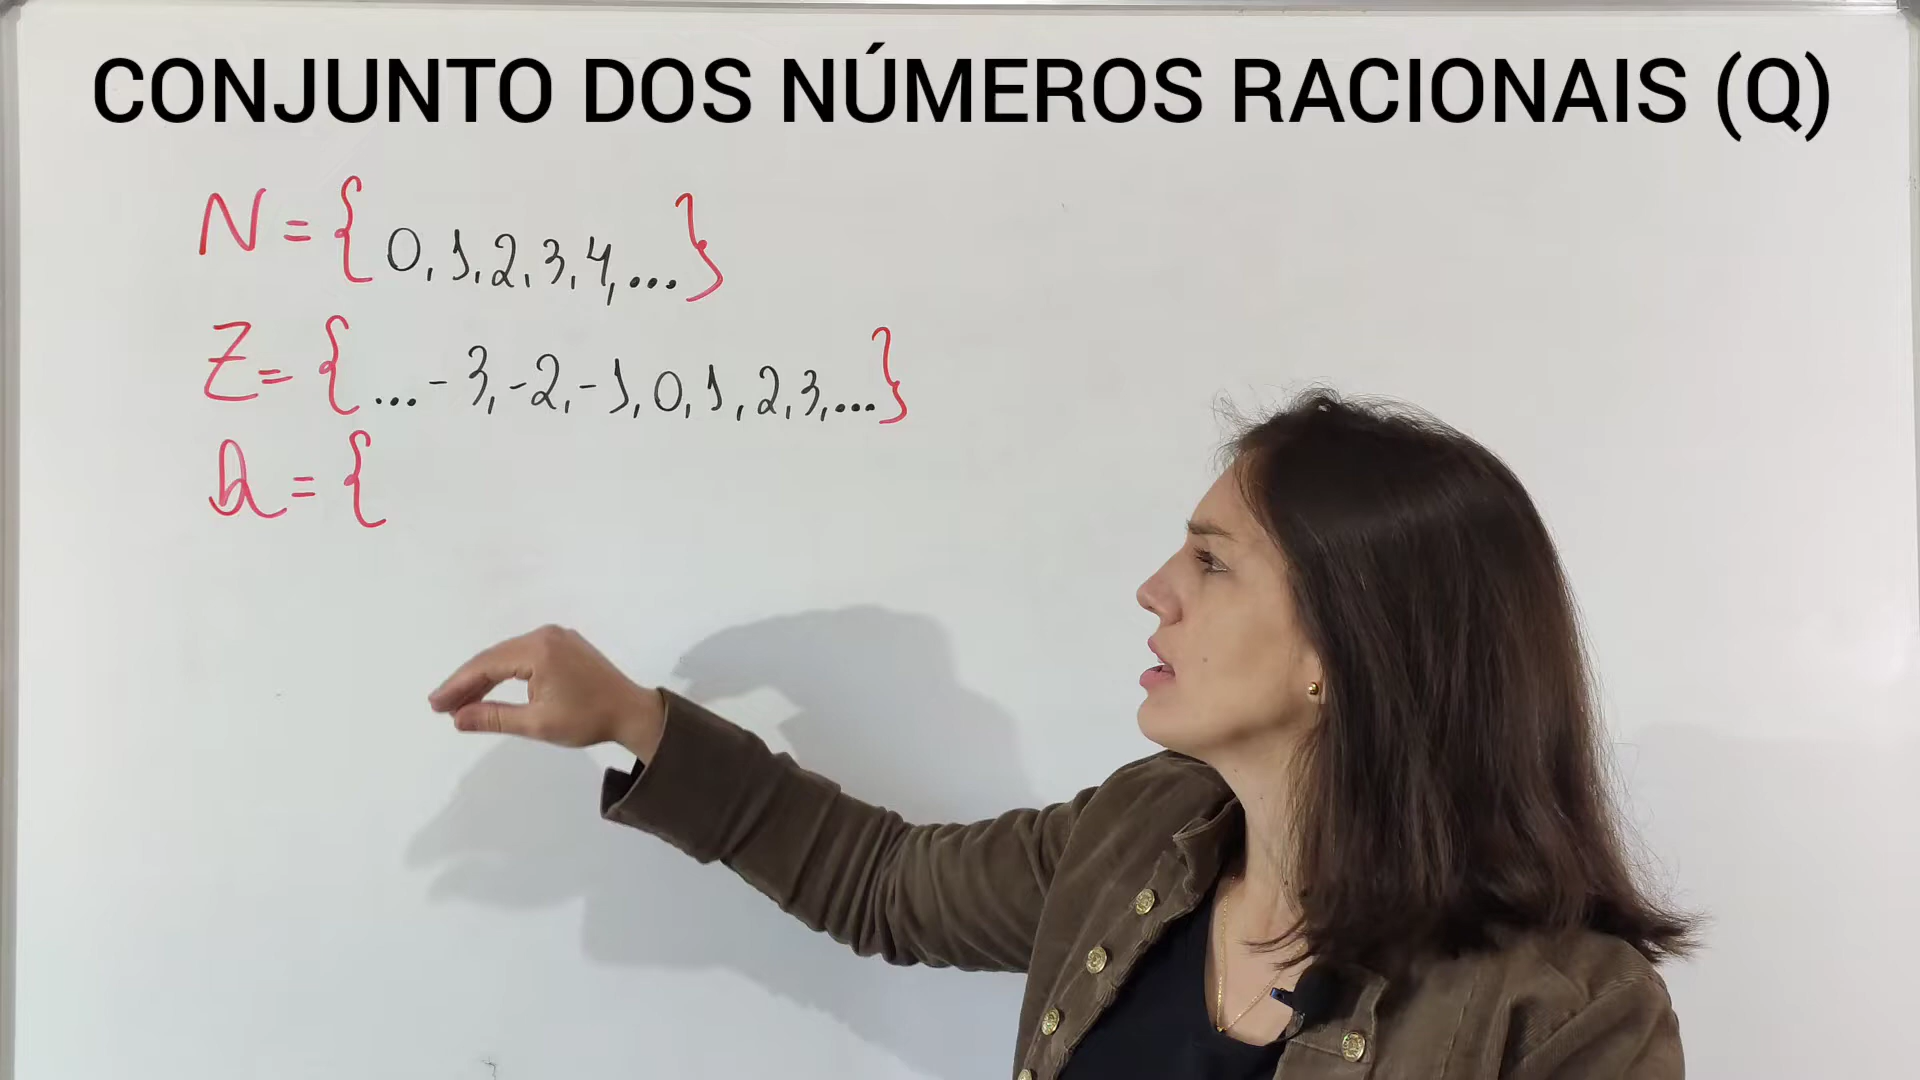 CONJUNTO DOS NÚMEROS RACIONAIS (Q)
N = { 0, 1, 2, 3, 4, ... }
Z = { ... -3, -2, -1, 0, 1, 2, 3, ... }
Q = {